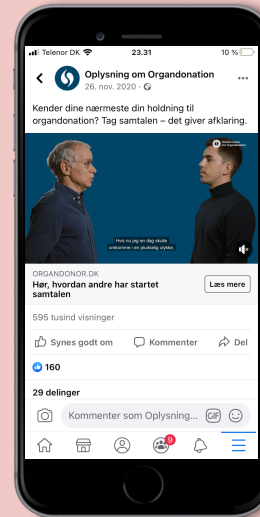 Telenor DK 23.31 10 %
Oplysning om Organdonation
26. nov. 2020 ·
Kender dine nærmeste din holdning til
organdonation? Tag samtalen – det giver afklaring.
Hvis nu jeg en dag skulle
omkomme i en pludselig ulykke,
ORGANDONOR.DK
Hør, hvordan andre har startet
samtalen
Læs mere
595 tusind visninger
Synes godt om Kommenter Del
160
29 delinger
Kommenter som Oplysning... GIF
9